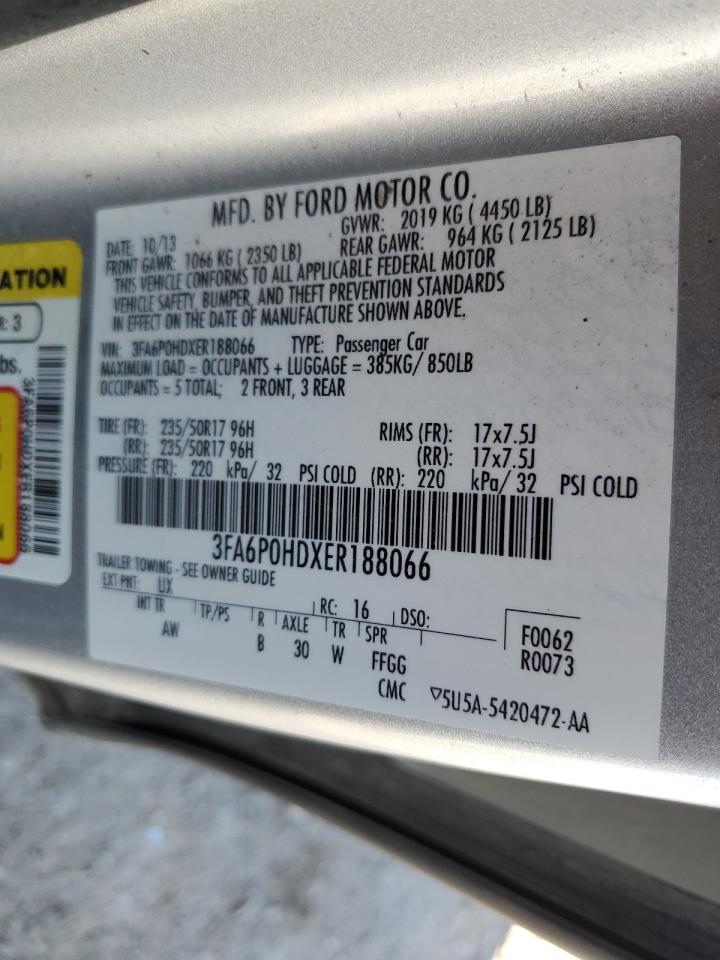 MFD. BY FORD MOTOR CO.
DATE: 10/13 GVWR: 2019 KG ( 4450 LB)
FRONT GAWR: 1066 KG ( 2350 LB) REAR GAWR: 964 KG ( 2125 LB)
THIS VEHICLE CONFORMS TO ALL APPLICABLE FEDERAL MOTOR
VEHICLE SAFETY, BUMPER, AND THEFT PREVENTION STANDARDS
IN EFFECT ON THE DATE OF MANUFACTURE SHOWN ABOVE.
VIN: 3FA6P0HDXER188066 TYPE: Passenger Car
MAXIMUM LOAD = OCCUPANTS + LUGGAGE = 385KG/ 850LB
OCCUPANTS = 5 TOTAL; 2 FRONT, 3 REAR
TIRE (FR): 235/50R17 96H RIMS (FR): 17x7.5J
(RR): 235/50R17 96H (RR): 17x7.5J
PRESSURE (FR): 220 kPa/ 32 PSI COLD (RR): 220 kPa/ 32 PSI COLD
3FA6P0HDXER188066
TRAILER TOWING - SEE OWNER GUIDE
EXT PNT: UX RC: 16 DSO:
INT TR TP/PS R AXLE TR SPR F0062
AW B 30 W FFGG R0073
CMC ▽5U5A-5420472-AA
ATION
R: 3
bs.
3FA6P0HDXER188066